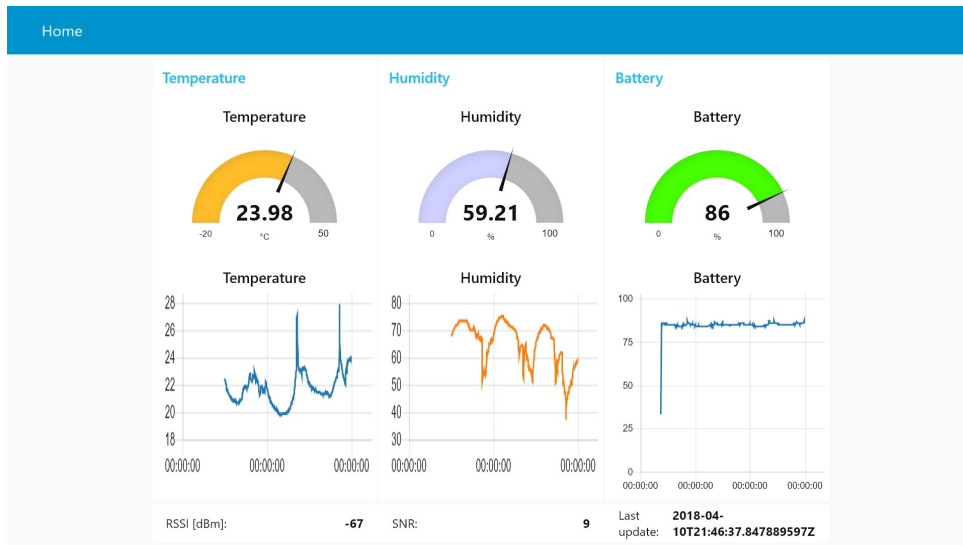 Home
Temperature
Humidity
Battery
Temperature
Humidity
Battery
23.98
-20
°C
50
59.21
0
%
100
86
0
%
100
Temperature
Humidity
Battery
28
26
24
22
20
18
00:00:00 00:00:00 00:00:00
80
70
60
50
40
30
00:00:00 00:00:00 00:00:00
100
75
50
25
0
00:00:00 00:00:00 00:00:00 00:00:00
RSSI [dBm]: -67
SNR: 9
Last 2018-04-
update: 10T21:46:37.847889597Z